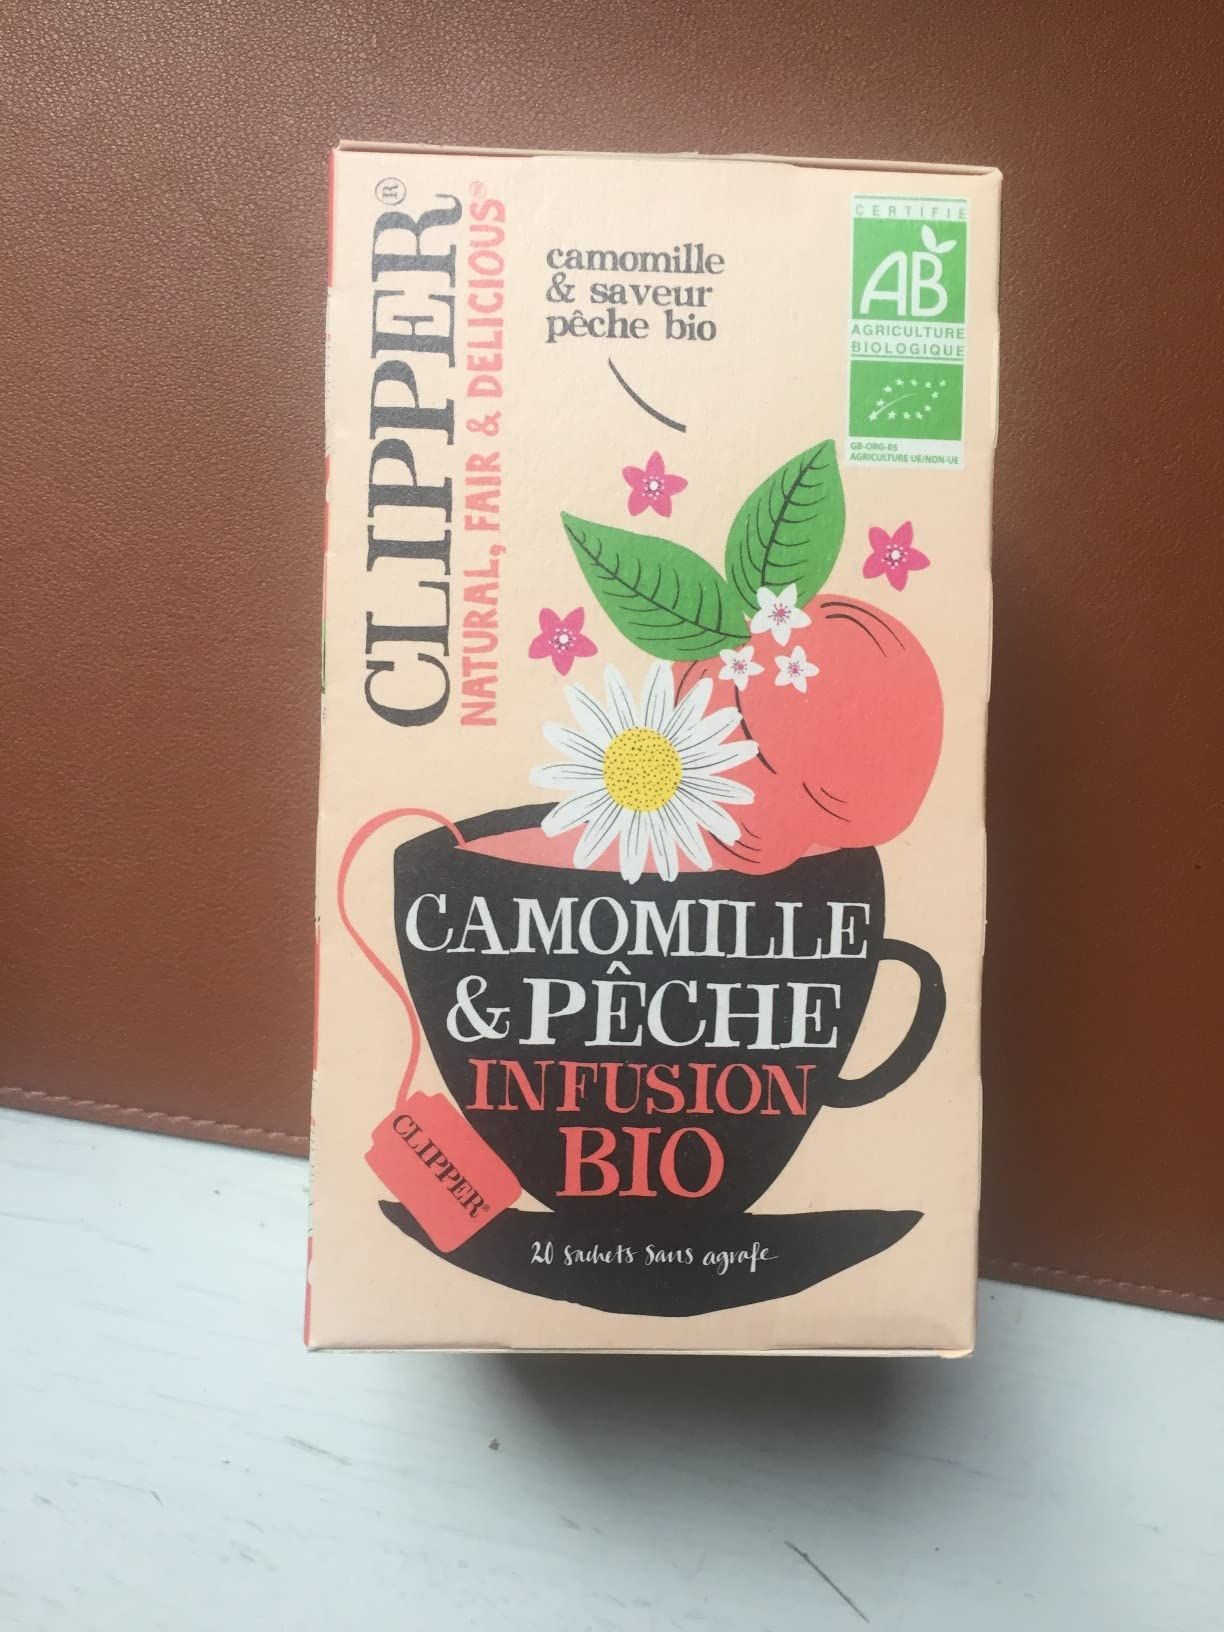 CLIPPER®
NATURAL, FAIR & DELICIOUS®
camomille
& saveur
pêche bio
CERTIFIÉ
AB
AGRICULTURE
BIOLOGIQUE
GB-ORG-05
AGRICULTURE UE/NON-UE
CAMOMILLE
& PÊCHE
INFUSION
BIO
CLIPPER®
20 sachets sans agrafe